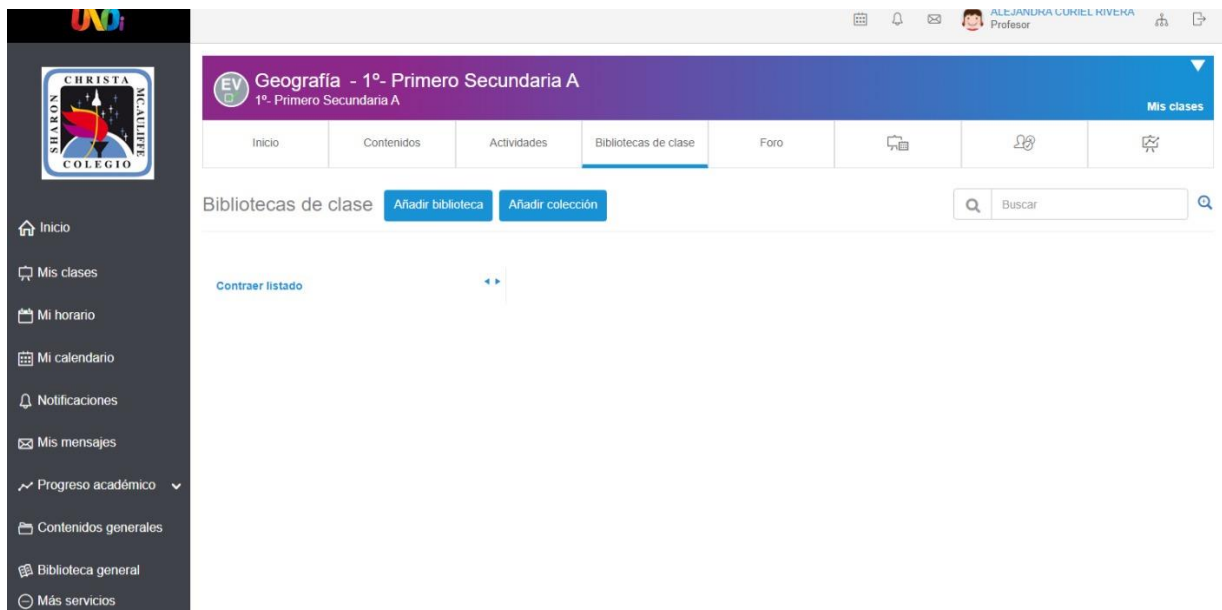 UNOi
ALEJANDRA CURIEL RIVERA
Profesor
CHRISTA
MC.AULIFFE
SHARON
COLEGIO
EV
Geografía - 1º- Primero Secundaria A
1º- Primero Secundaria A
Mis clases
Inicio
Contenidos
Actividades
Bibliotecas de clase
Foro
Bibliotecas de clase
Añadir biblioteca
Añadir colección
Buscar
Contraer listado
Inicio
Mis clases
Mi horario
Mi calendario
Notificaciones
Mis mensajes
Progreso académico
Contenidos generales
Biblioteca general
Más servicios